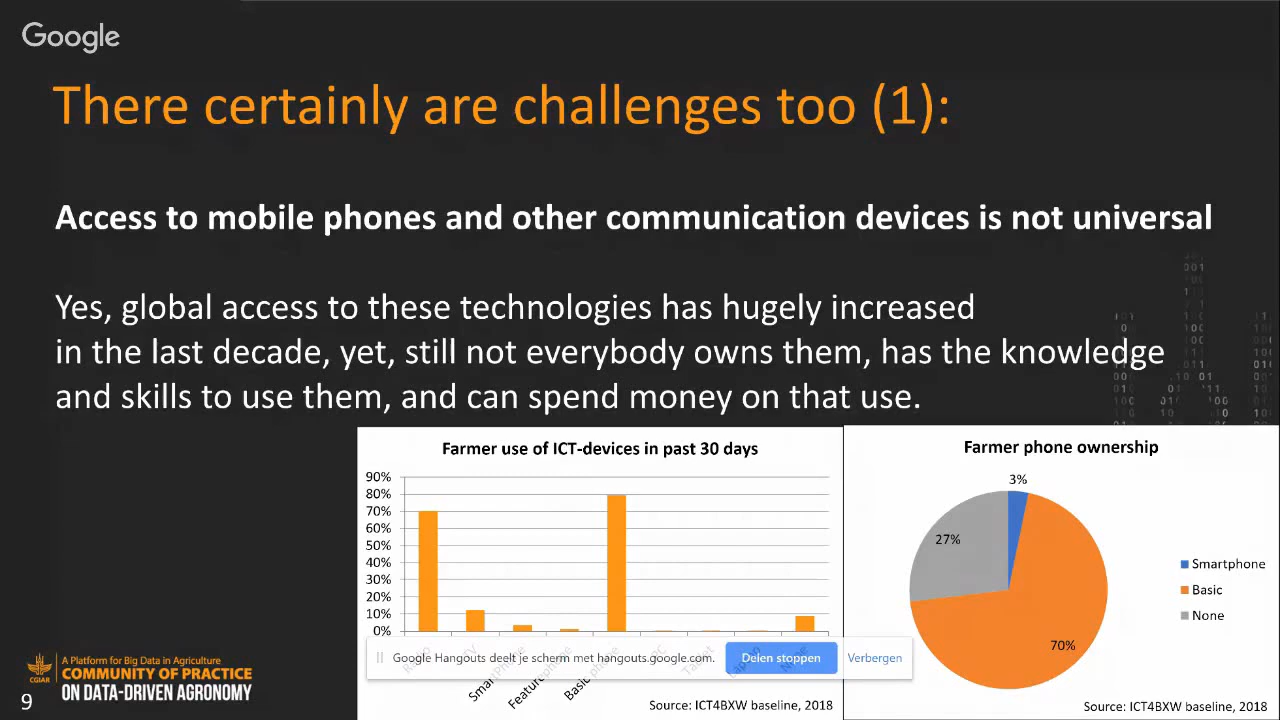 Google
There certainly are challenges too (1):
Access to mobile phones and other communication devices is not universal
Yes, global access to these technologies has hugely increased
in the last decade, yet, still not everybody owns them, has the knowledge
and skills to use them, and can spend money on that use.
Farmer use of ICT-devices in past 30 days
90%
80%
70%
60%
50%
40%
30%
20%
10%
0%
Google Hangouts deelt je scherm met hangouts.google.com.
Delen stoppen
Verbergen
Source: ICT4BXW baseline, 2018
Farmer phone ownership
3%
27%
70%
Smartphone
Basic
None
Source: ICT4BXW baseline, 2018
CGIAR
A Platform for Big Data in Agriculture
COMMUNITY OF PRACTICE
ON DATA-DRIVEN AGRONOMY
9